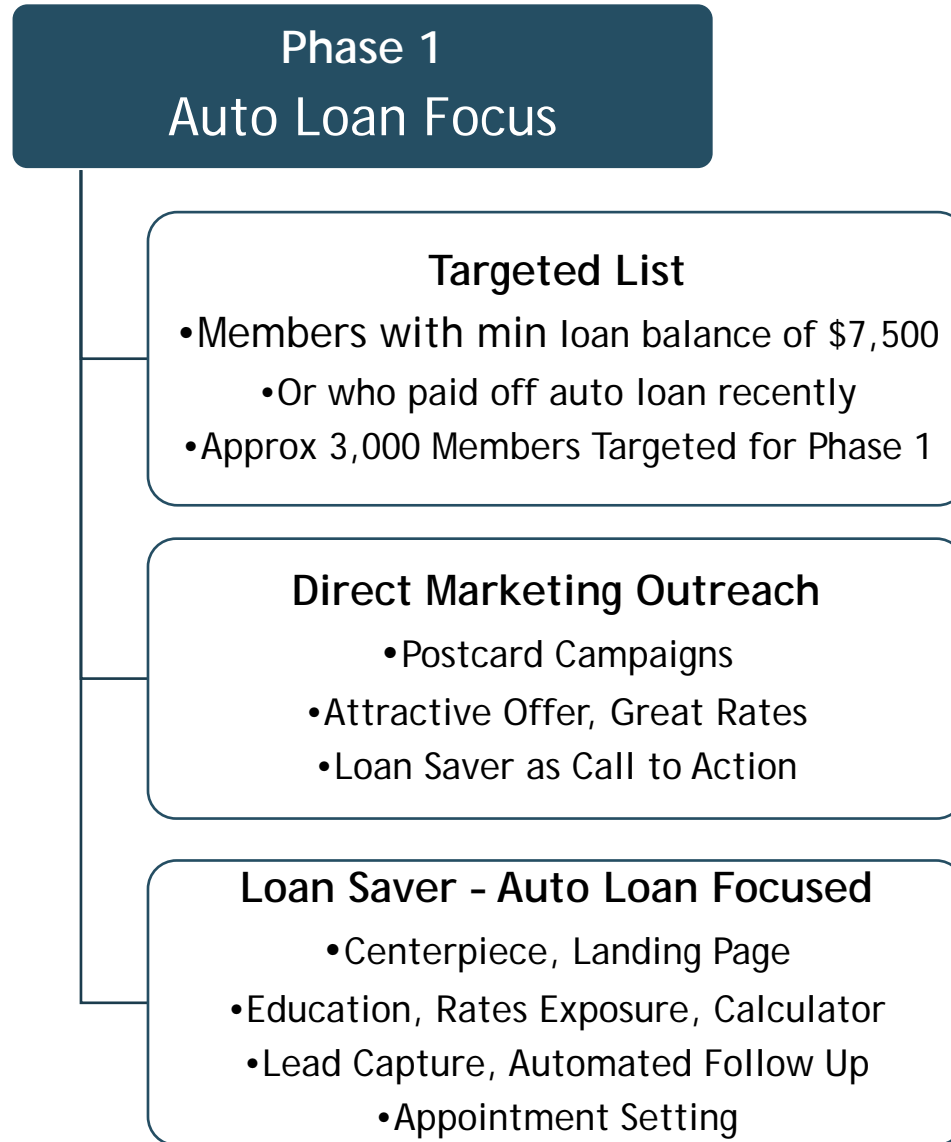 Phase 1
Auto Loan Focus
Targeted List
•Members with min loan balance of $7,500
•Or who paid off auto loan recently
•Approx 3,000 Members Targeted for Phase 1
Direct Marketing Outreach
•Postcard Campaigns
•Attractive Offer, Great Rates
•Loan Saver as Call to Action
Loan Saver – Auto Loan Focused
•Centerpiece, Landing Page
•Education, Rates Exposure, Calculator
•Lead Capture, Automated Follow Up
•Appointment Setting